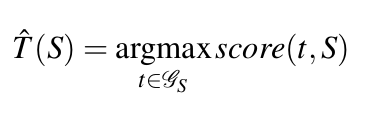 T̂(S) = argmax score(t, S)
t∈𝒢_S